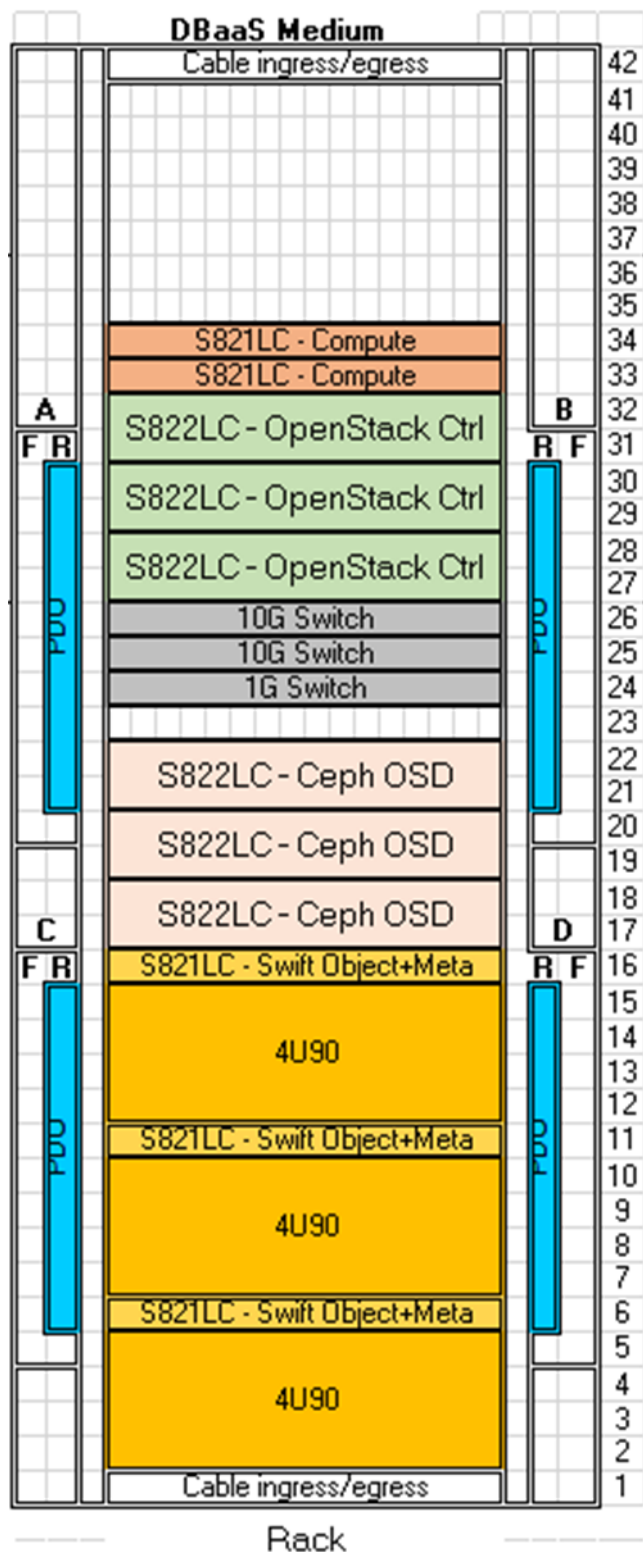 DBaaS Medium
Cable ingress/egress 42
41
40
39
38
37
36
35
S821LC - Compute 34
S821LC - Compute 33
A S822LC - OpenStack Ctrl B 32
F R R F 31
S822LC - OpenStack Ctrl 30
29
S822LC - OpenStack Ctrl 28
27
PDU 10G Switch PDU 26
10G Switch 25
1G Switch 24
23
S822LC - Ceph OSD 22
21
S822LC - Ceph OSD 20
19
S822LC - Ceph OSD 18
C D 17
F R S821LC - Swift Object+Meta R F 16
15
4U90 14
13
12
PDU S821LC - Swift Object+Meta PDU 11
10
4U90 9
8
7
S821LC - Swift Object+Meta 6
5
4U90 4
3
2
Cable ingress/egress 1
Rack